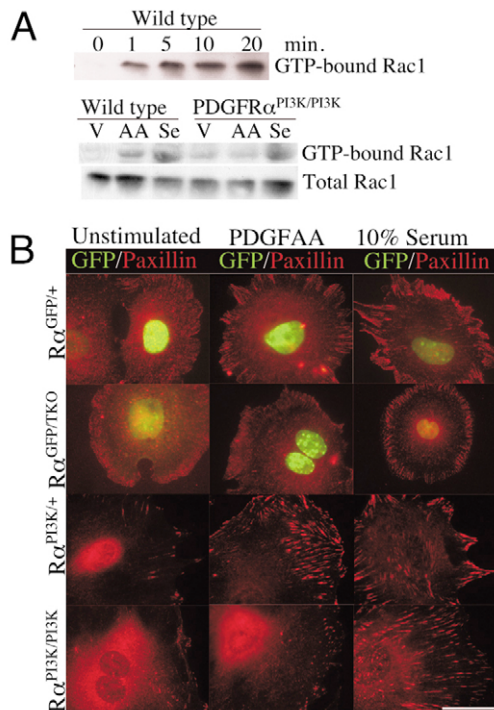 A
Wild type
0 1 5 10 20 min.
GTP-bound Rac1
Wild type PDGFRα^PI3K/PI3K
V AA Se V AA Se
GTP-bound Rac1
Total Rac1
B
Unstimulated PDGFAA 10% Serum
GFP/Paxillin GFP/Paxillin GFP/Paxillin
Rα^GFP/+
Rα^GFP/TKO
Rα^PI3K/+
Rα^PI3K/PI3K